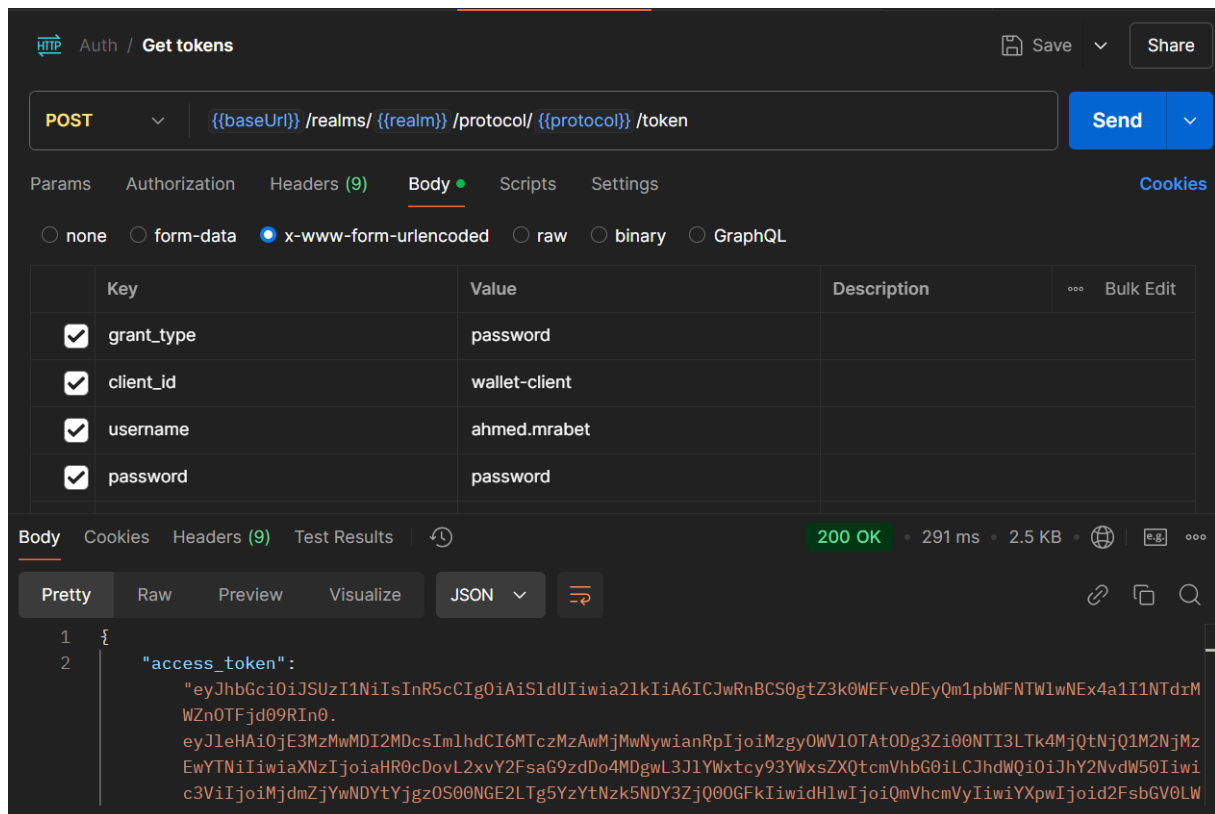 HTTP Auth / Get tokens Save Share
POST {{baseUrl}} /realms/ {{realm}} /protocol/ {{protocol}} /token Send
Params Authorization Headers (9) Body Scripts Settings Cookies
none form-data x-www-form-urlencoded raw binary GraphQL
Key Value Description ooo Bulk Edit
grant_type password
client_id wallet-client
username ahmed.mrabet
password password
Body Cookies Headers (9) Test Results 200 OK • 291 ms • 2.5 KB • e.g. ooo
Pretty Raw Preview Visualize JSON
1 {
2 "access_token":
"eyJhbGciOiJSUzI1NiIsInR5cCIgOiAiSldUIiwia2lkIiA6ICJwRnBCS0gtZ3k0WEFveDEyQm1pbWFNTWlwNEx4a1I1NTdrM
WZnOTFjd09RIn0.
eyJleHAiOjE3MzMwMDI2MDcsImlhdCI6MTczMzAwMjMwNywianRpIjoiMzgyOWVlOTAtODg3Zi00NTI3LTk4MjQtNjQ1M2NjMz
EwYTNiIiwiaXNzIjoiaHR0cDovL2xvY2FsaG9zdDo4MDgwL3JlYWxtcy93YWxsZXQtcmVhbG0iLCJhdWQiOiJhY2NvdW50Iiwi
c3ViIjoiMjdmZjYwNDYtYjgzOS00NGE2LTg5YzYtNzk5NDY3ZjQ0OGFkIiwidHlwIjoiQmVhcmVyIiwiYXpwIjoid2FsbGV0LW